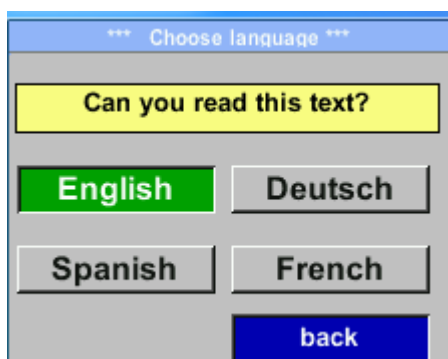 *** Choose language ***
Can you read this text?
English Deutsch
Spanish French
back